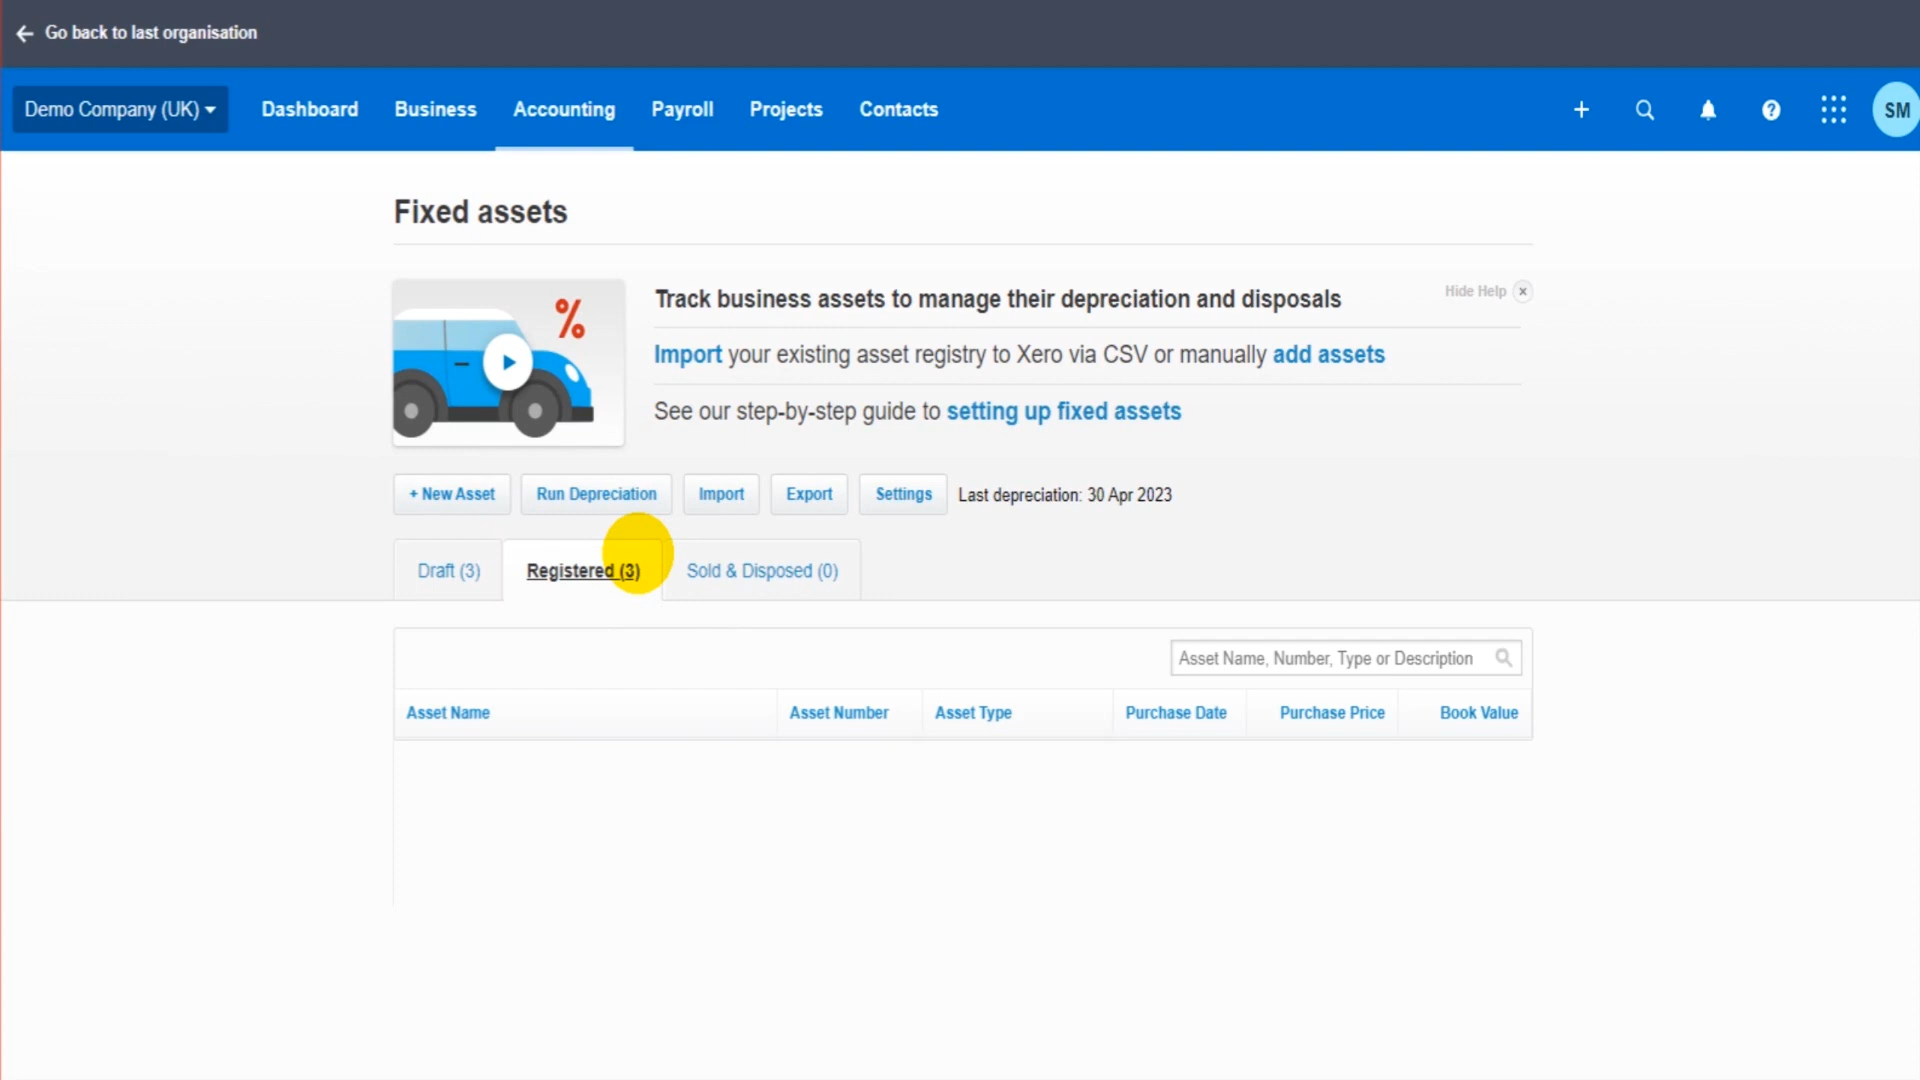 Go back to last organisation
Demo Company (UK) Dashboard Business Accounting Payroll Projects Contacts SM
Fixed assets
%
Track business assets to manage their depreciation and disposals
Hide Help
Import your existing asset registry to Xero via CSV or manually add assets
See our step-by-step guide to setting up fixed assets
+ New Asset Run Depreciation Import Export Settings Last depreciation: 30 Apr 2023
Draft (3) Registered (3) Sold & Disposed (0)
Asset Name, Number, Type or Description
Asset Name Asset Number Asset Type Purchase Date Purchase Price Book Value